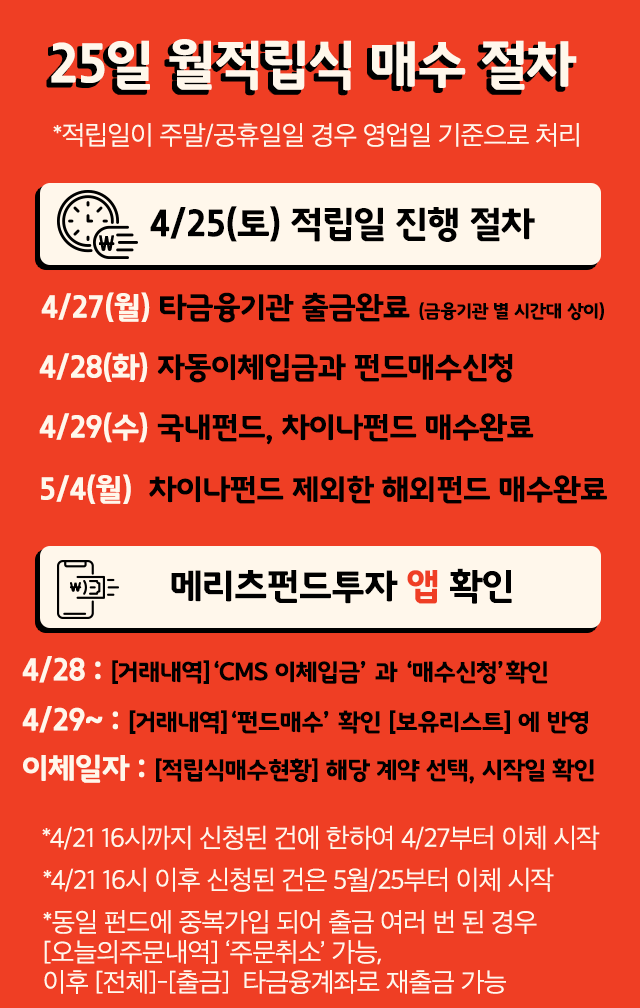 25일 월적립식 매수 절차
*적립일이 주말/공휴일일 경우 영업일 기준으로 처리
₩ 4/25(토) 적립일 진행 절차
4/27(월) 타금융기관 출금완료 (금융기관 별 시간대 상이)
4/28(화) 자동이체입금과 펀드매수신청
4/29(수) 국내펀드, 차이나펀드 매수완료
5/4(월) 차이나펀드 제외한 해외펀드 매수완료
₩ 메리츠펀드투자 앱 확인
4/28 : [거래내역]‘CMS 이체입금’ 과 ‘매수신청’확인
4/29~ : [거래내역]‘펀드매수’ 확인 [보유리스트] 에 반영
이체일자 : [적립식매수현황] 해당 계약 선택, 시작일 확인
*4/21 16시까지 신청된 건에 한하여 4/27부터 이체 시작
*4/21 16시 이후 신청된 건은 5월/25부터 이체 시작
*동일 펀드에 중복가입 되어 출금 여러 번 된 경우
[오늘의주문내역] ‘주문취소’ 가능,
이후 [전체]-[출금] 타금융계좌로 재출금 가능